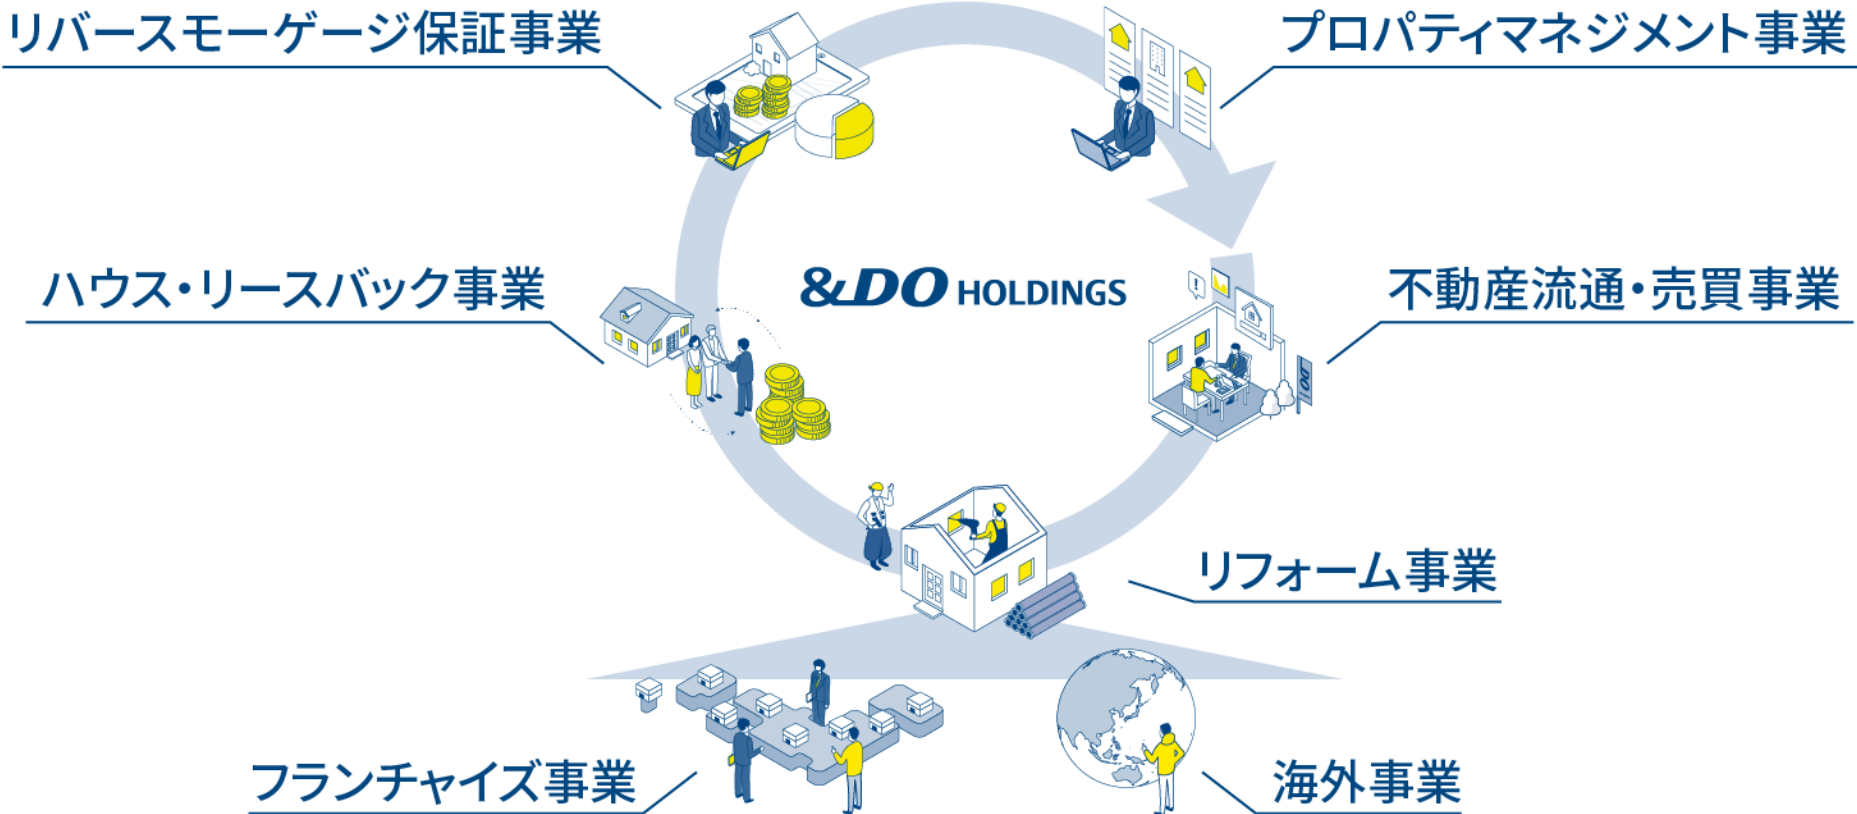 リバースモーゲージ保証事業
プロパティマネジメント事業
ハウス・リースバック事業
&DO HOLDINGS
不動産流通・売買事業
!
DO
リフォーム事業
フランチャイズ事業
海外事業